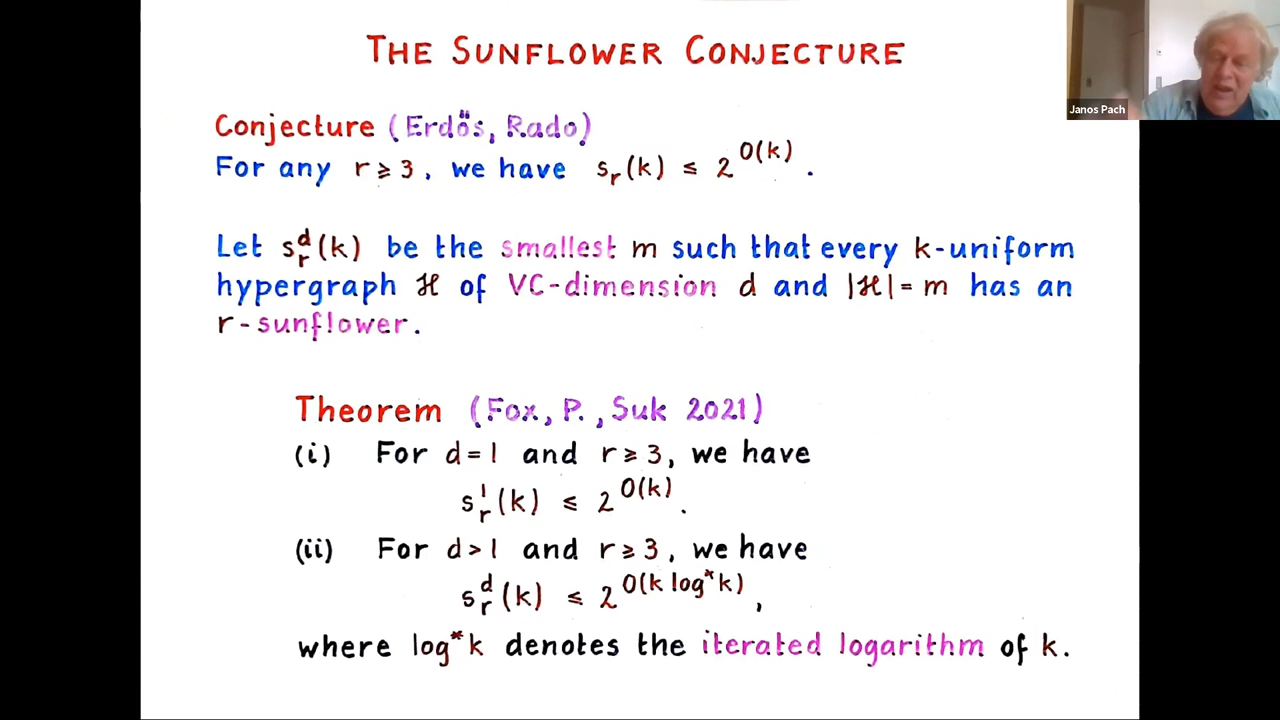 THE SUNFLOWER CONJECTURE
Janos Pach
Conjecture (Erdős, Rado)
For any r ≥ 3, we have s_r(k) ≤ 2^{O(k)}.
Let s_r^d(k) be the smallest m such that every k-uniform
hypergraph ℋ of VC-dimension d and |ℋ| = m has an
r-sunflower.
Theorem (Fox, P., Suk 2021)
(i) For d = 1 and r ≥ 3, we have
s_r^1(k) ≤ 2^{O(k)}.
(ii) For d > 1 and r ≥ 3, we have
s_r^d(k) ≤ 2^{O(k log* k)},
where log* k denotes the iterated logarithm of k.